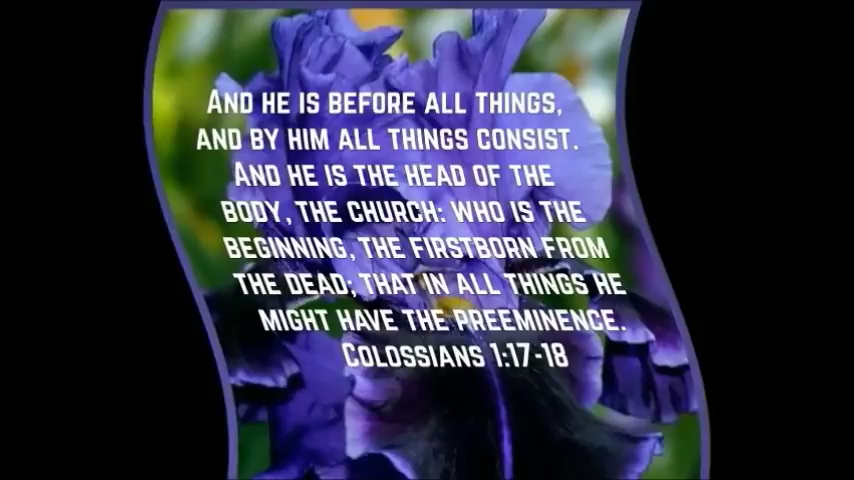 And he is before all things,
and by him all things consist.
And he is the head of the
body, the church: who is the
beginning, the firstborn from
the dead; that in all things he
might have the preeminence.
Colossians 1:17-18